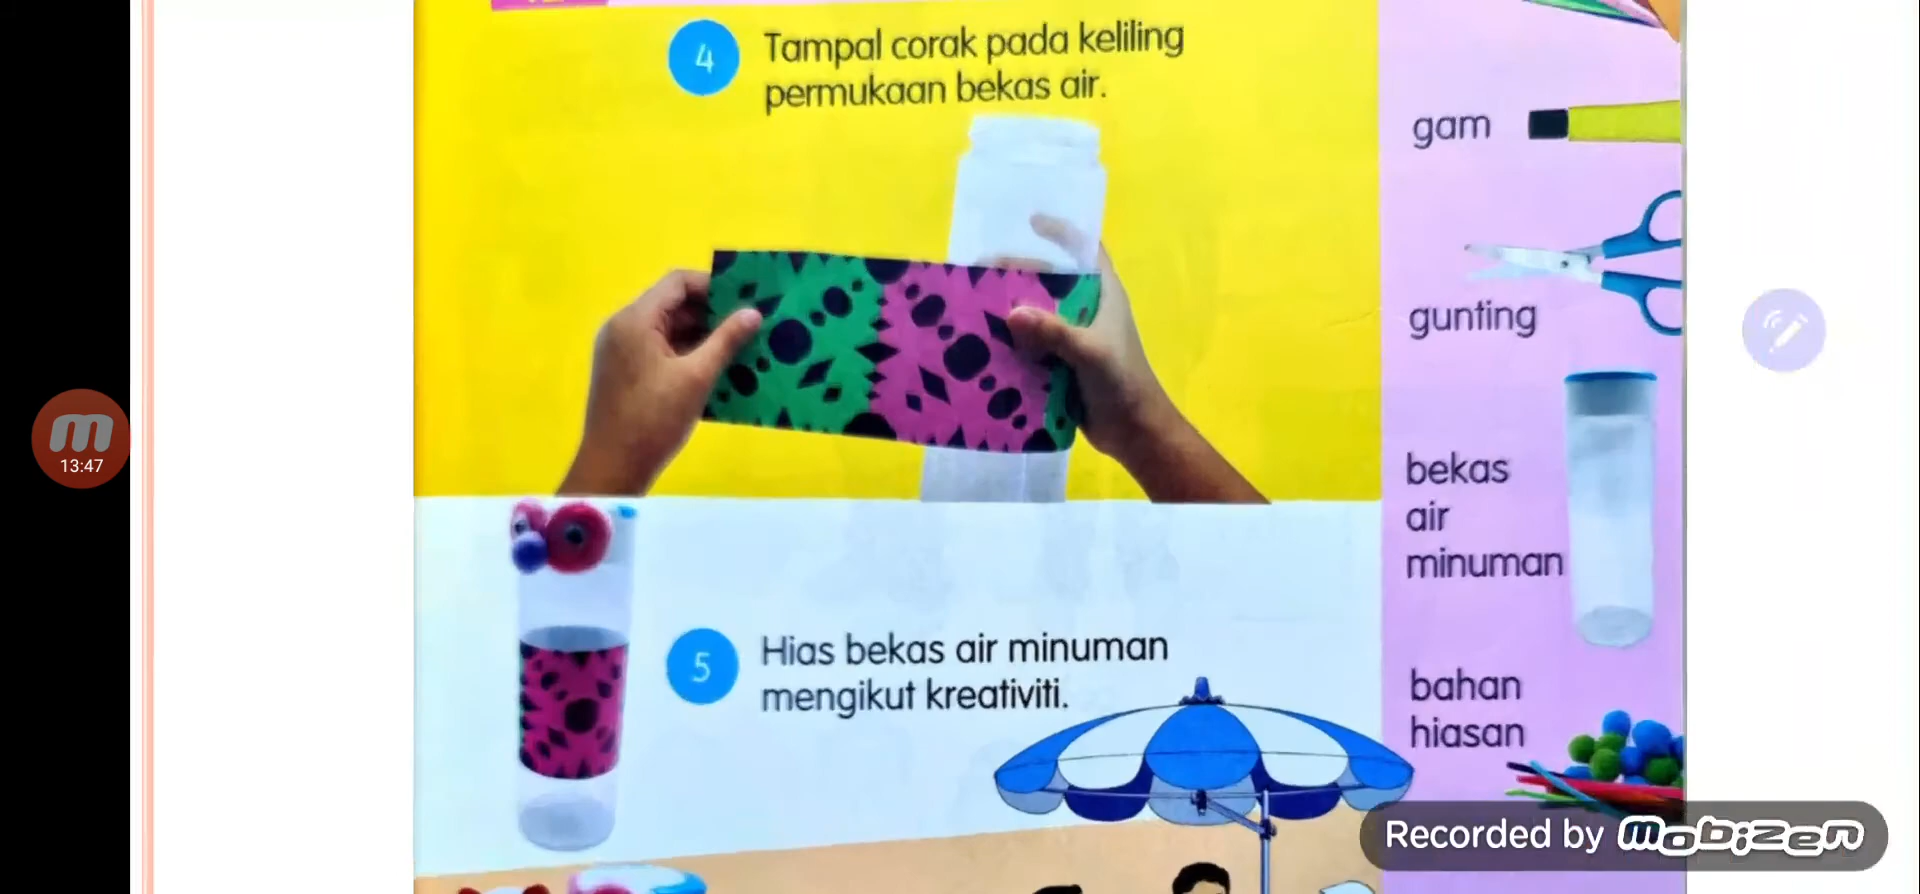 4
Tampal corak pada keliling
permukaan bekas air.
gam
gunting
bekas
air
minuman
5
Hias bekas air minuman
mengikut kreativiti.
bahan
hiasan
13:47
Recorded by mobizen